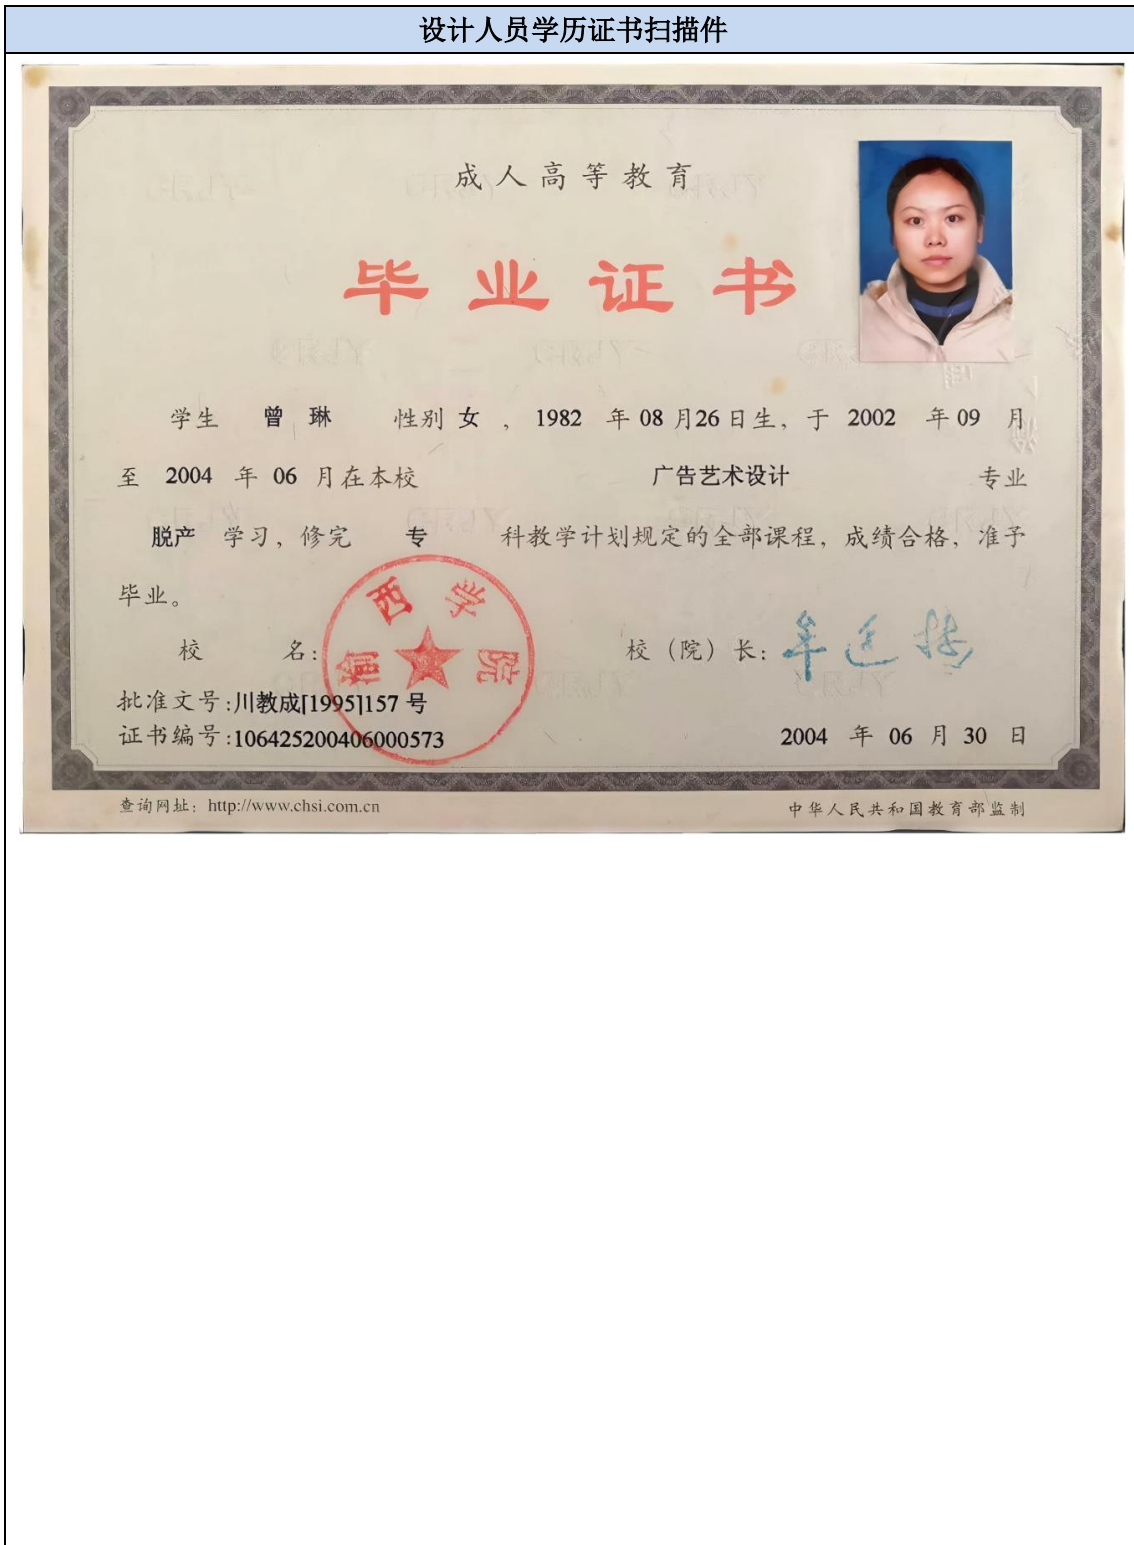 设计人员学历证书扫描件
成人高等教育
毕业证书
学生 曾琳 性别 女 ，1982 年 08 月 26 日生，于 2002 年 09 月
至 2004 年 06 月在本校 广告艺术设计 专业
脱产 学习，修完 专 科教学计划规定的全部课程，成绩合格，准予
毕业。
渝西学院
校 名： 校（院）长：
批准文号：川教成[1995]157 号
证书编号：106425200406000573 2004 年 06 月 30 日
查询网址：http://www.chsi.com.cn 中华人民共和国教育部监制